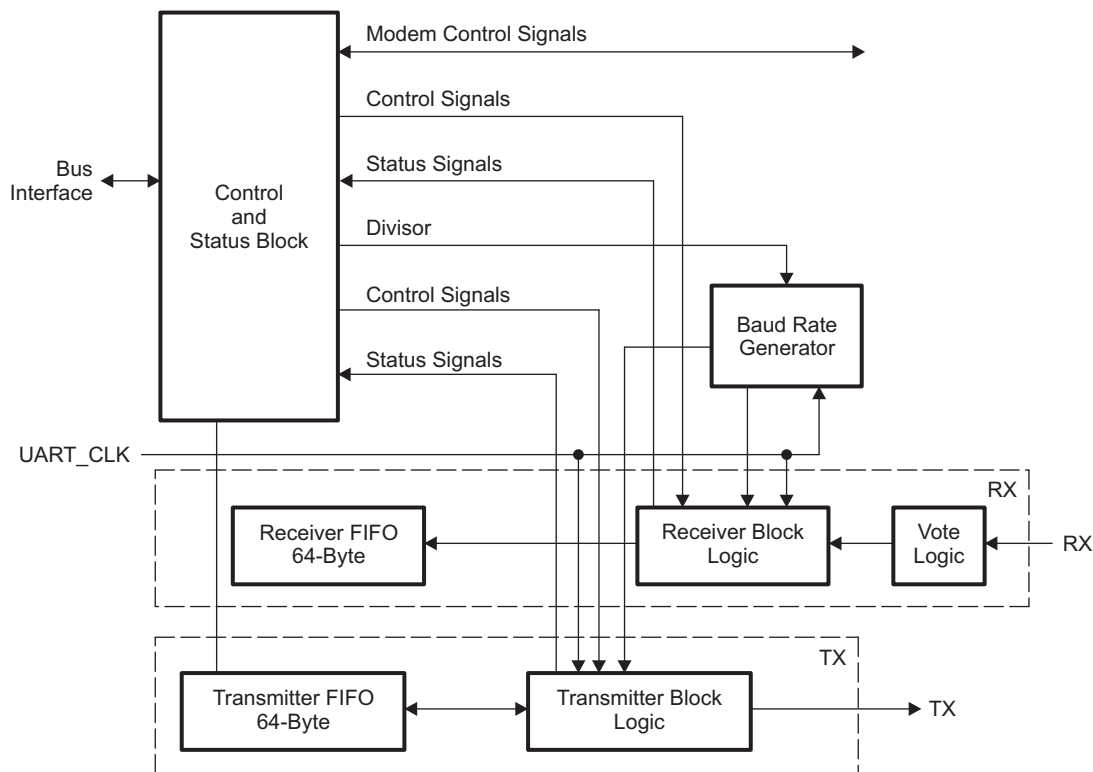 Modem Control Signals
Control Signals
Bus
Interface
Status Signals
Control
and
Status Block
Divisor
Control Signals
Baud Rate
Generator
Status Signals
UART_CLK
RX
Receiver FIFO
64-Byte
Receiver Block
Logic
Vote
Logic
RX
TX
Transmitter FIFO
64-Byte
Transmitter Block
Logic
TX